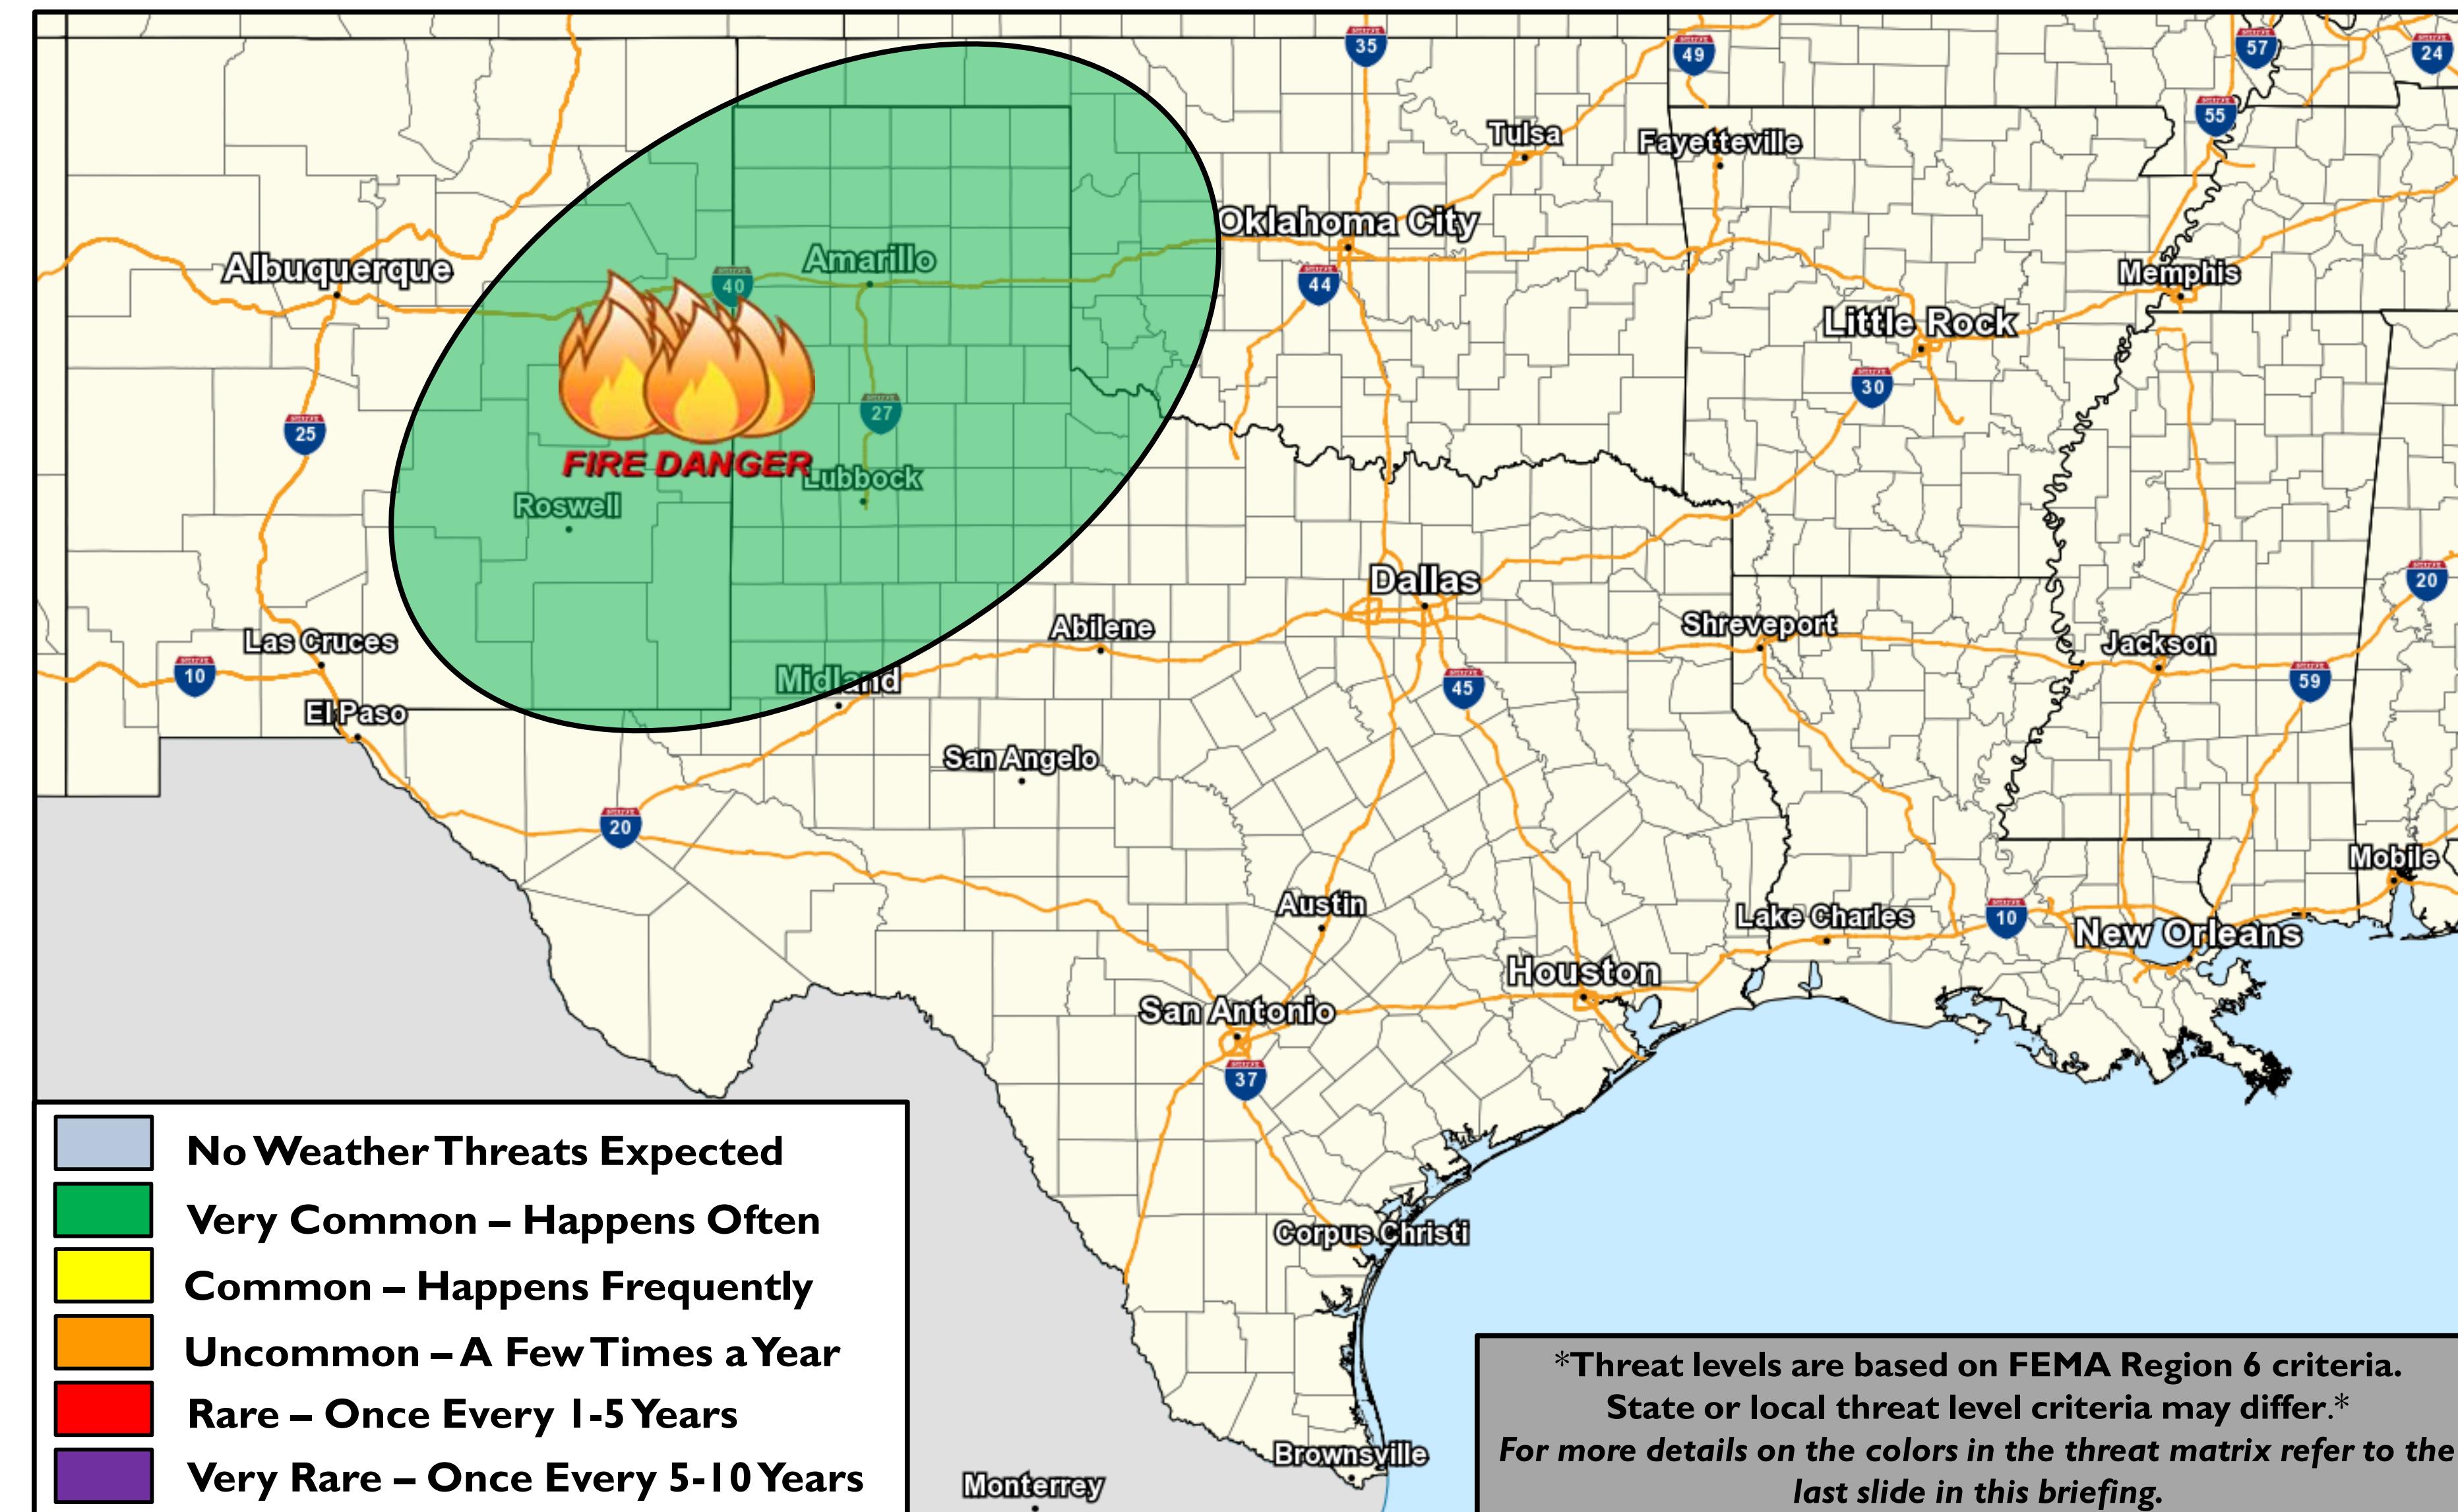 35
49
57
24
55
Tulsa
Fayetteville
Oklahoma City
Albuquerque
Amarillo
40
44
Memphis
Little Rock
30
27
25
FIRE DANGER
Lubbock
Roswell
Dallas
20
Abilene
Shreveport
Las Cruces
Jackson
10
Midland
45
59
El Paso
San Angelo
20
Mobile
Austin
Lake Charles
10
New Orleans
Houston
San Antonio
37
Corpus Christi
Brownsville
Monterrey
No Weather Threats Expected
Very Common – Happens Often
Common – Happens Frequently
Uncommon – A Few Times a Year
Rare – Once Every 1-5 Years
Very Rare – Once Every 5-10 Years
*Threat levels are based on FEMA Region 6 criteria.
State or local threat level criteria may differ.*
For more details on the colors in the threat matrix refer to the
last slide in this briefing.